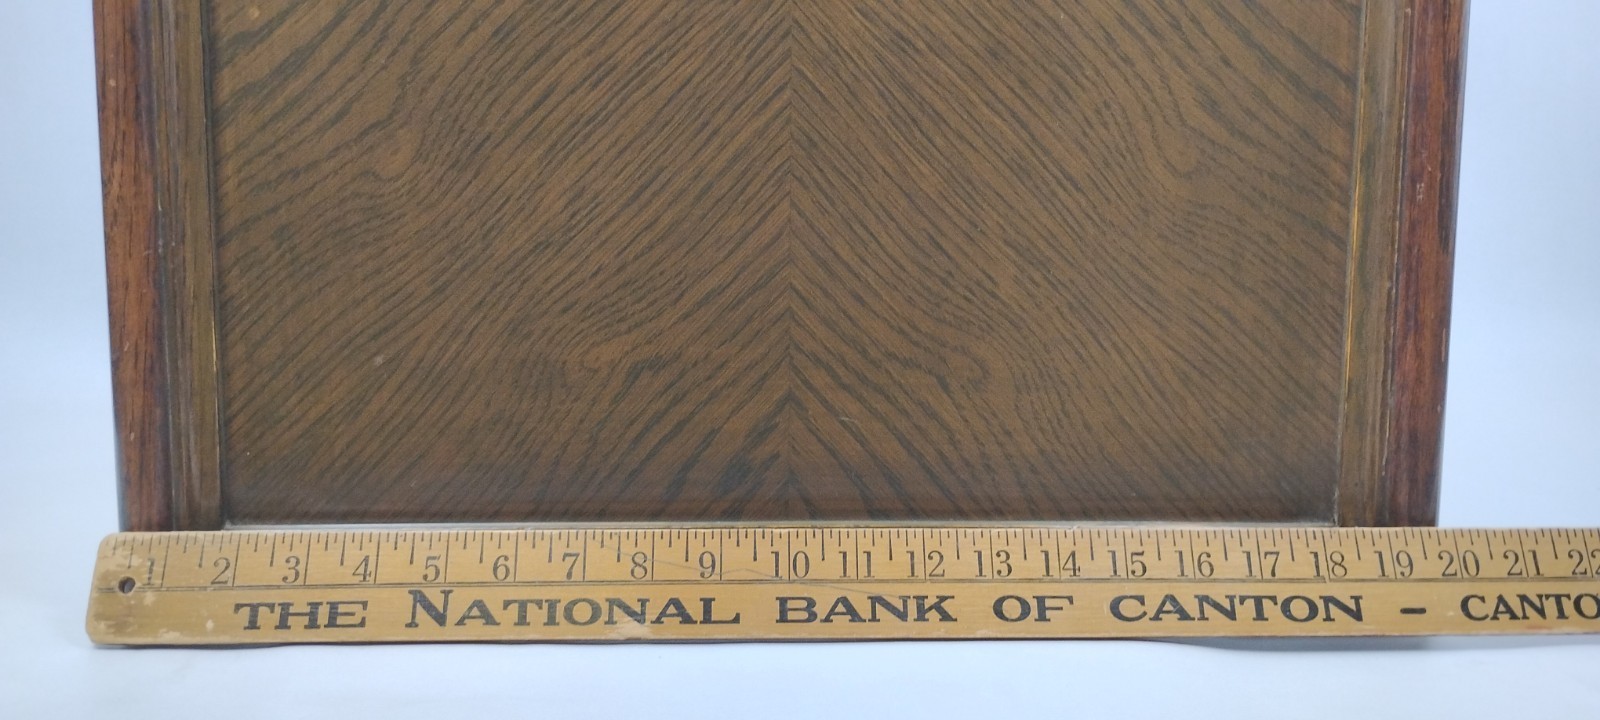 1 2 3 4 5 6 7 8 9 10 11 12 13 14 15 16 17 18 19 20 21 22
THE NATIONAL BANK OF CANTON - CANTO